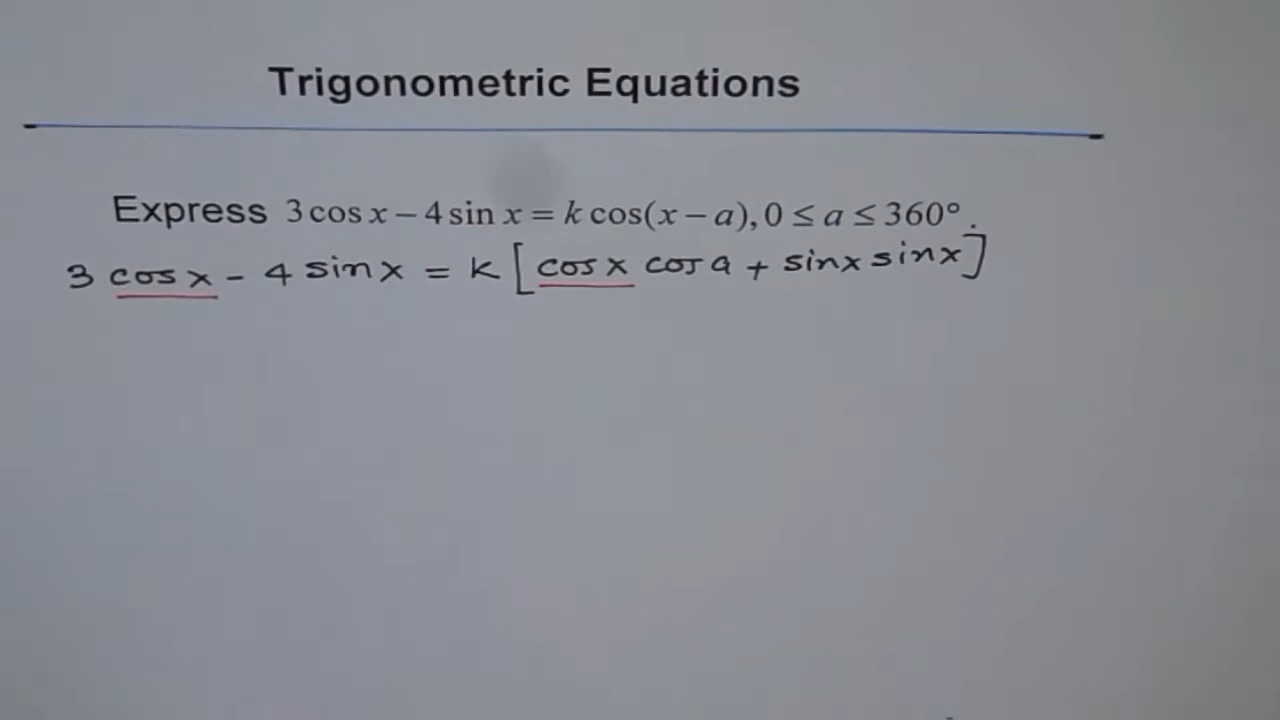 Trigonometric Equations
Express 3 cos x − 4 sin x = k cos(x − a), 0 ≤ a ≤ 360°.
3 cos x - 4 sin x = k [cos x cos a + sin x sin x]